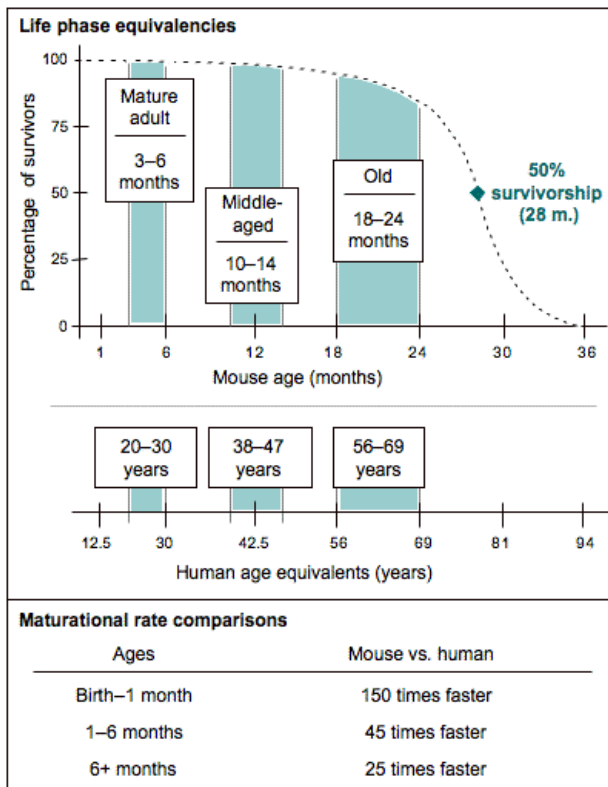 Life phase equivalencies
Percentage of survivors
100
75
50
25
0
Mature
adult
3–6
months
Middle-
aged
10–14
months
Old
18–24
months
50%
survivorship
(28 m.)
1 6 12 18 24 30 36
Mouse age (months)
20–30
years
38–47
years
56–69
years
12.5 30 42.5 56 69 81 94
Human age equivalents (years)
Maturational rate comparisons
Ages Mouse vs. human
Birth–1 month 150 times faster
1–6 months 45 times faster
6+ months 25 times faster